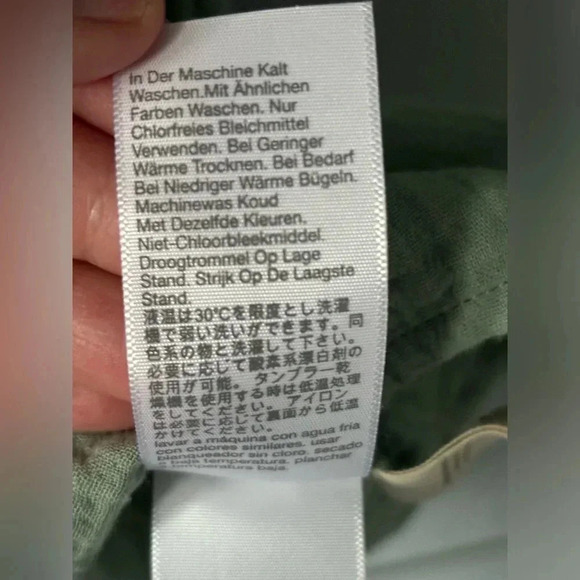 In Der Maschine Kalt
Waschen.Mit Ähnlichen
Farben Waschen. Nur
Chlorfreies Bleichmittel
Verwenden. Bei Geringer
Wärme Trocknen. Bei Bedarf
Bei Niedriger Wärme Bügeln.
Machinewas Koud
Met Dezelfde Kleuren.
Niet-Chloorbleekmiddel.
Droogtrommel Op Lage
Stand. Strijk Op De Laagste
Stand.
液温は30℃を限度とし洗濯
機で弱い洗いができます。同
色系の物と洗濯して下さい。
必要に応じて酸素系漂白剤の
使用が可能。タンブラー乾
燥機を使用する時は低温処理
をしてください。アイロン
は必要に応じて裏面から低温
かけてください。
lavar a máquina con agua fria
con colores similares. usar
blanqueador sin cloro. secado
a baja temperatura. planchar
a temperatura baja.